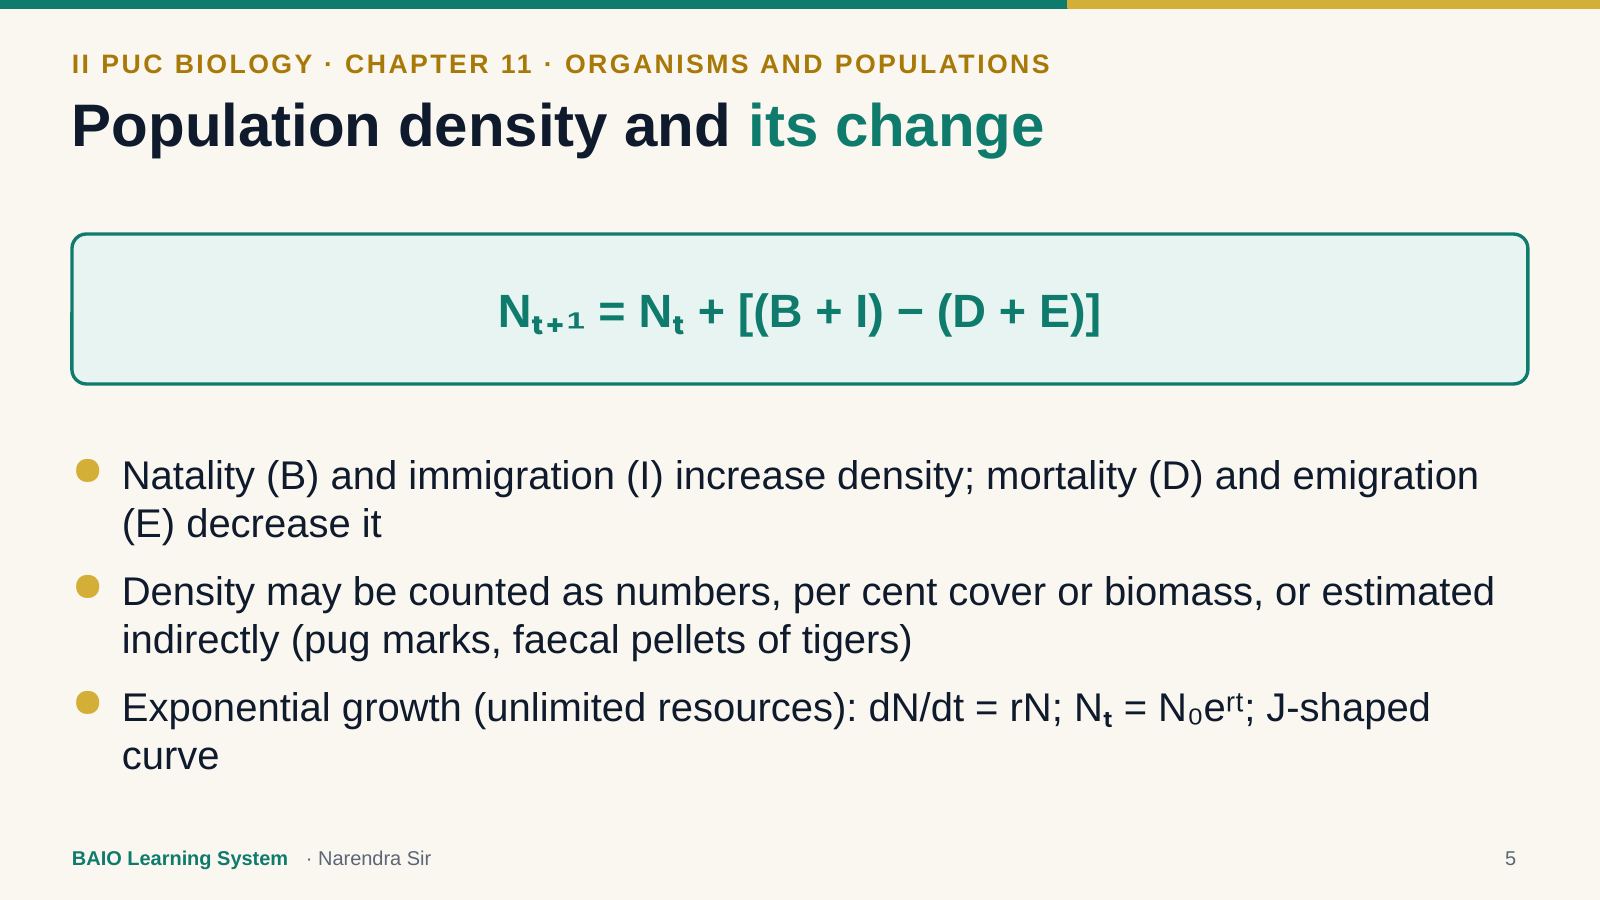 II PUC BIOLOGY · CHAPTER 11 · ORGANISMS AND POPULATIONS
Population density and its change
Nₜ₊₁ = Nₜ + [(B + I) − (D + E)]
Natality (B) and immigration (I) increase density; mortality (D) and emigration
(E) decrease it
Density may be counted as numbers, per cent cover or biomass, or estimated
indirectly (pug marks, faecal pellets of tigers)
Exponential growth (unlimited resources): dN/dt = rN; Nₜ = N₀eʳᵗ; J-shaped
curve
BAIO Learning System · Narendra Sir
5